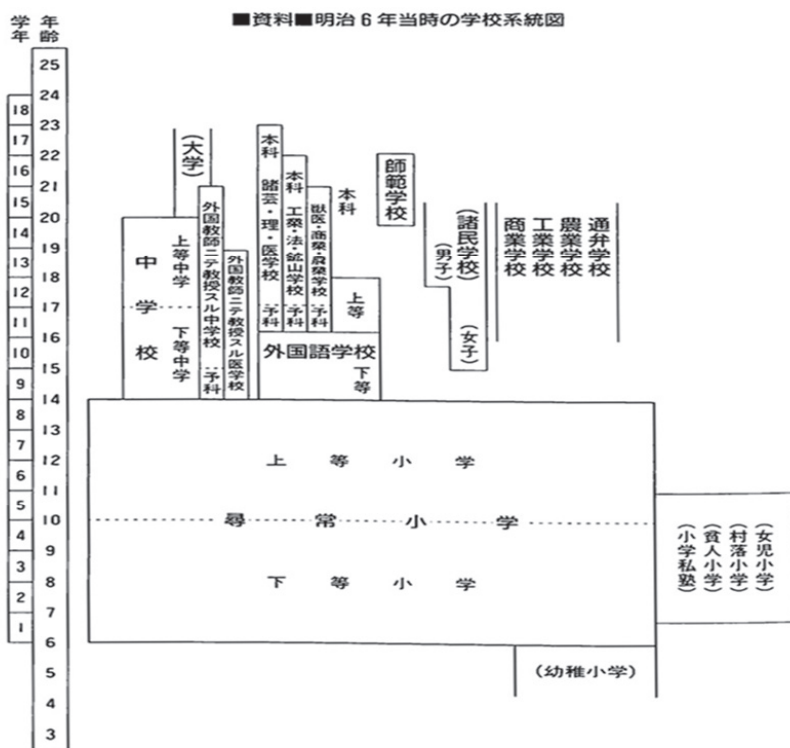 ■資料■明治6年当時の学校系統図
学年
年齢
25
24
23
22
21
20
19
18
17
16
15
14
13
12
11
10
9
8
7
6
5
4
3
18
17
16
15
14
13
12
11
10
9
8
7
6
5
4
3
2
1
(大学)
中学校
上等中学
下等中学
外国教師ニテ教授スル中学校
予科
外国教師ニテ教授スル医学校
本科 諸芸・理・医学校
予科
本科 工業・法・鉱山学校
予科
獣医・商業・農業学校
予科
本科
上等
外国語学校
下等
師範学校
(諸民学校)
(男子)
(女子)
商業学校
工業学校
農業学校
通弁学校
上等小学
尋常小学
下等小学
(小学私塾)
(貧人小学)
(村落小学)
(女児小学)
(幼稚小学)